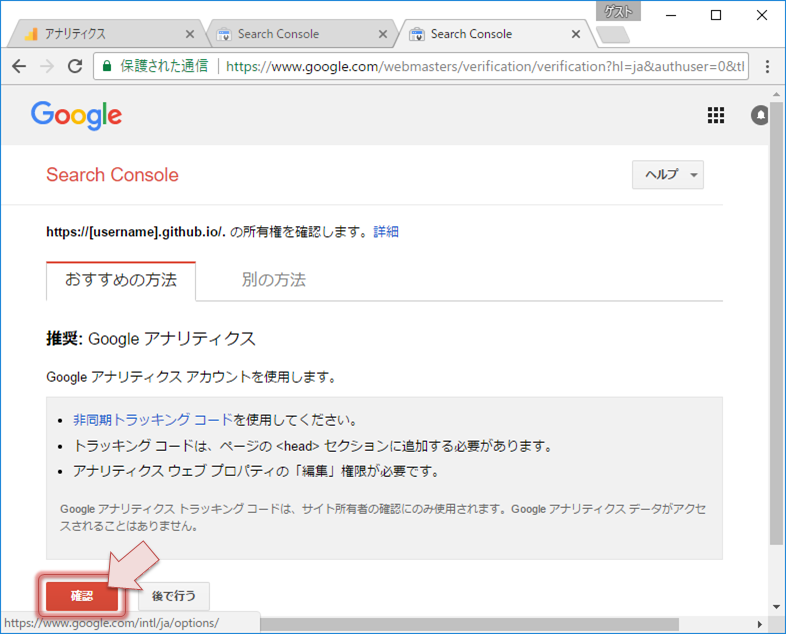 ゲスト
アナリティクス
Search Console
Search Console
保護された通信
https://www.google.com/webmasters/verification/verification?hl=ja&authuser=0&tl
Google
Search Console
ヘルプ
https://[username].github.io/. の所有権を確認します。詳細
おすすめの方法
別の方法
推奨: Google アナリティクス
Google アナリティクス アカウントを使用します。
• 非同期トラッキング コードを使用してください。
• トラッキング コードは、ページの <head> セクションに追加する必要があります。
• アナリティクス ウェブ プロパティの「編集」権限が必要です。
Google アナリティクス トラッキング コードは、サイト所有者の確認にのみ使用されます。Google アナリティクス データがアクセ
スされることはありません。
確認
後で行う
https://www.google.com/intl/ja/options/